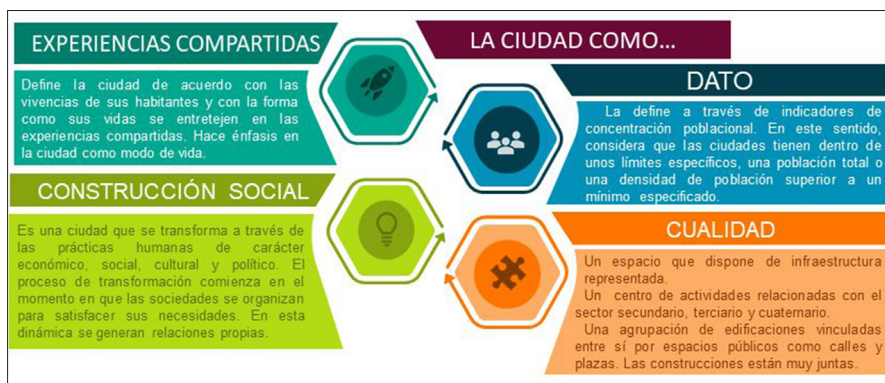 LA CIUDAD COMO...
EXPERIENCIAS COMPARTIDAS
Define la ciudad de acuerdo con las
vivencias de sus habitantes y con la forma
como sus vidas se entretejen en las
experiencias compartidas. Hace énfasis en
la ciudad como modo de vida.
DATO
La define a través de indicadores de
concentración poblacional. En este sentido,
considera que las ciudades tienen dentro de
unos límites específicos, una población total o
una densidad de población superior a un
mínimo especificado.
CONSTRUCCIÓN SOCIAL
Es una ciudad que se transforma a través de
las prácticas humanas de carácter
económico, social, cultural y político. El
proceso de transformación comienza en el
momento en que las sociedades se organizan
para satisfacer sus necesidades. En esta
dinámica se generan relaciones propias.
CUALIDAD
Un espacio que dispone de infraestructura
representada.
Un centro de actividades relacionadas con el
sector secundario, terciario y cuaternario.
Una agrupación de edificaciones vinculadas
entre sí por espacios públicos como calles y
plazas. Las construcciones están muy juntas.